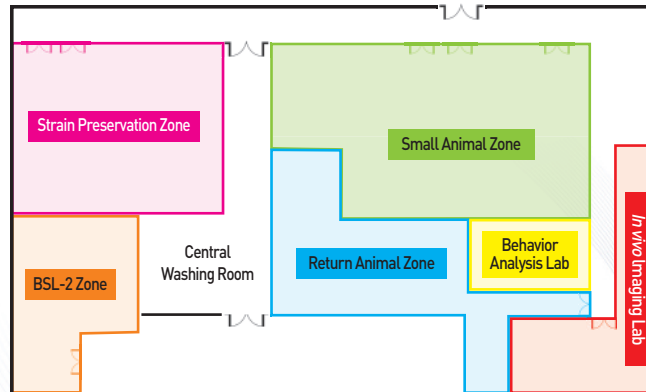 Strain Preservation Zone
Small Animal Zone
Central
Washing Room
Return Animal Zone
Behavior
Analysis Lab
BSL-2 Zone
In vivo Imaging Lab